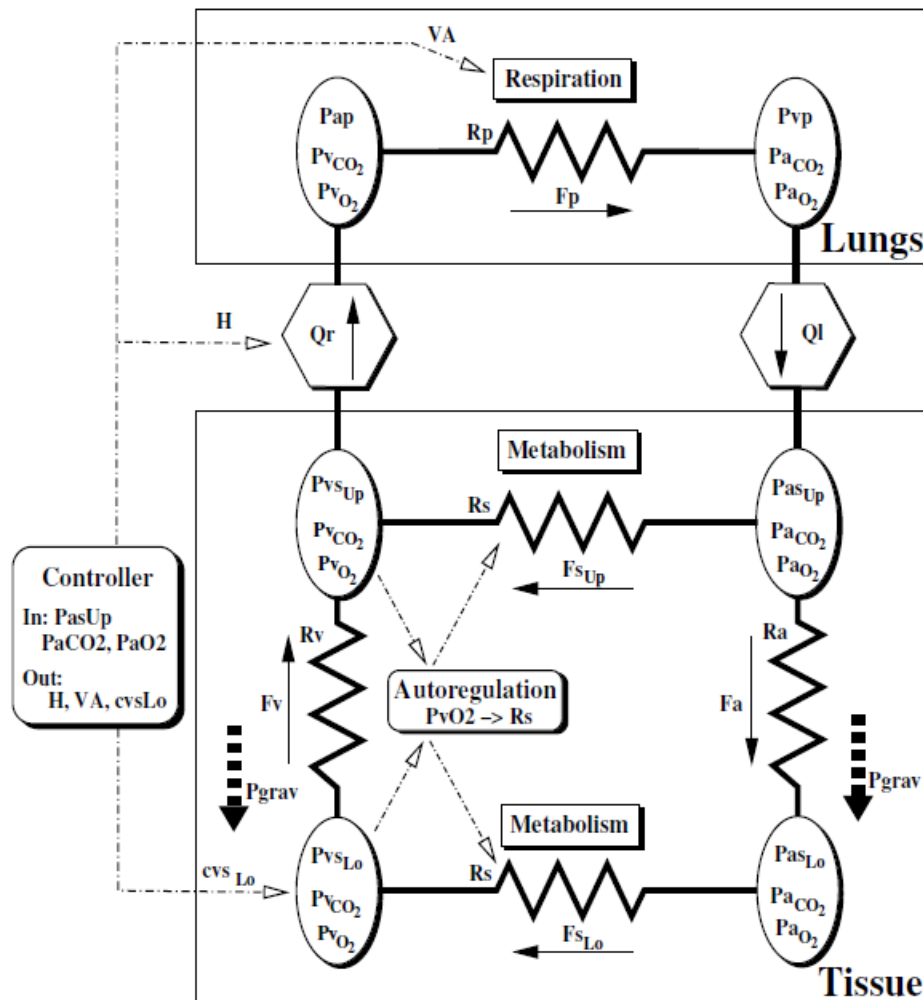 VA
Respiration
Pap
PvCO2
PvO2
Rp
Fp
Pvp
PaCO2
PaO2
Lungs
H
Qr
Ql
Metabolism
PvsUp
PvCO2
PvO2
Rs
FsUp
PasUp
PaCO2
PaO2
Controller
In: PasUp
PaCO2, PaO2
Out:
H, VA, cvsLo
Rv
Fv
Autoregulation
PvO2 -> Rs
Ra
Fa
Pgrav
Pgrav
Metabolism
cvs Lo
PvsLo
PvCO2
PvO2
Rs
FsLo
PasLo
PaCO2
PaO2
Tissue